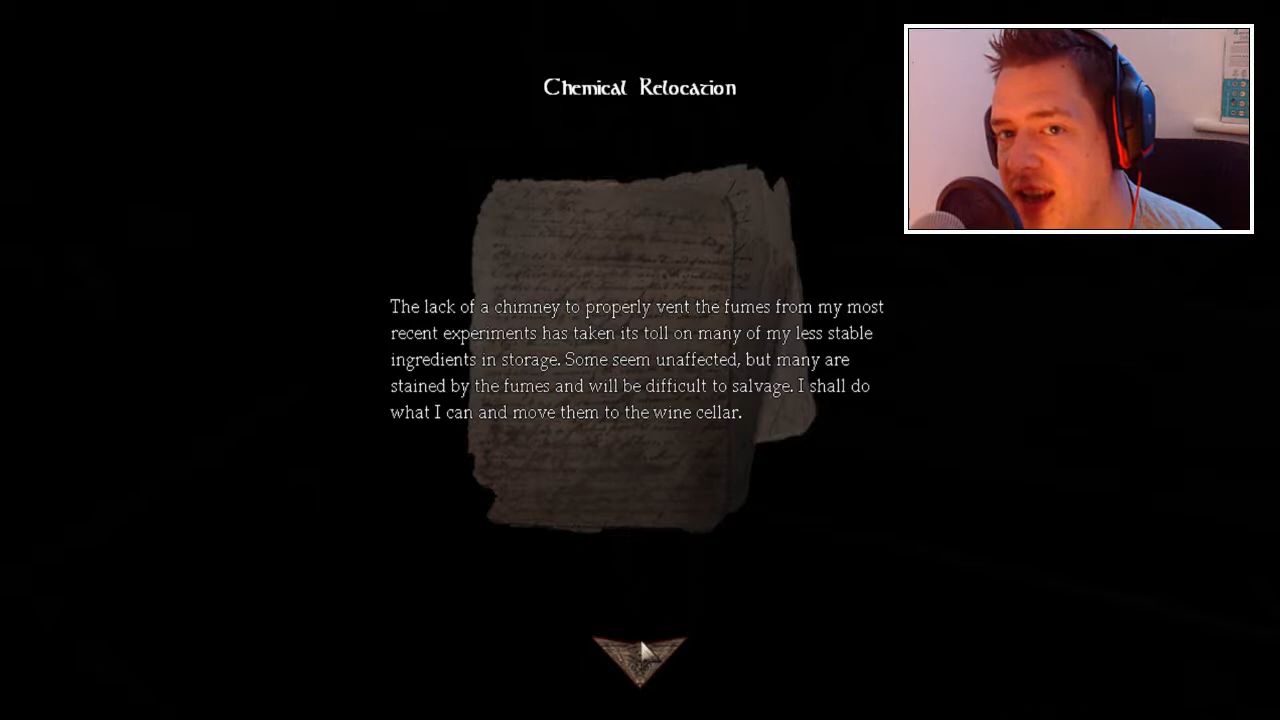 Chemical Relocation
The lack of a chimney to properly vent the fumes from my most
recent experiments has taken its toll on many of my less stable
ingredients in storage. Some seem unaffected, but many are
stained by the fumes and will be difficult to salvage. I shall do
what I can and move them to the wine cellar.